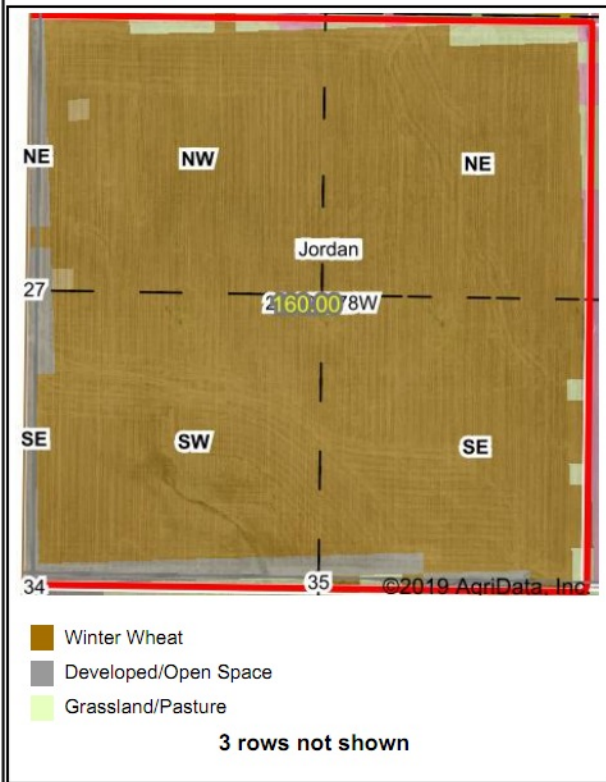 NE
NW
NE
Jordan
27
160.00
78W
SE
SW
SE
34
35
©2019 AgriData, Inc.
Winter Wheat
Developed/Open Space
Grassland/Pasture
3 rows not shown